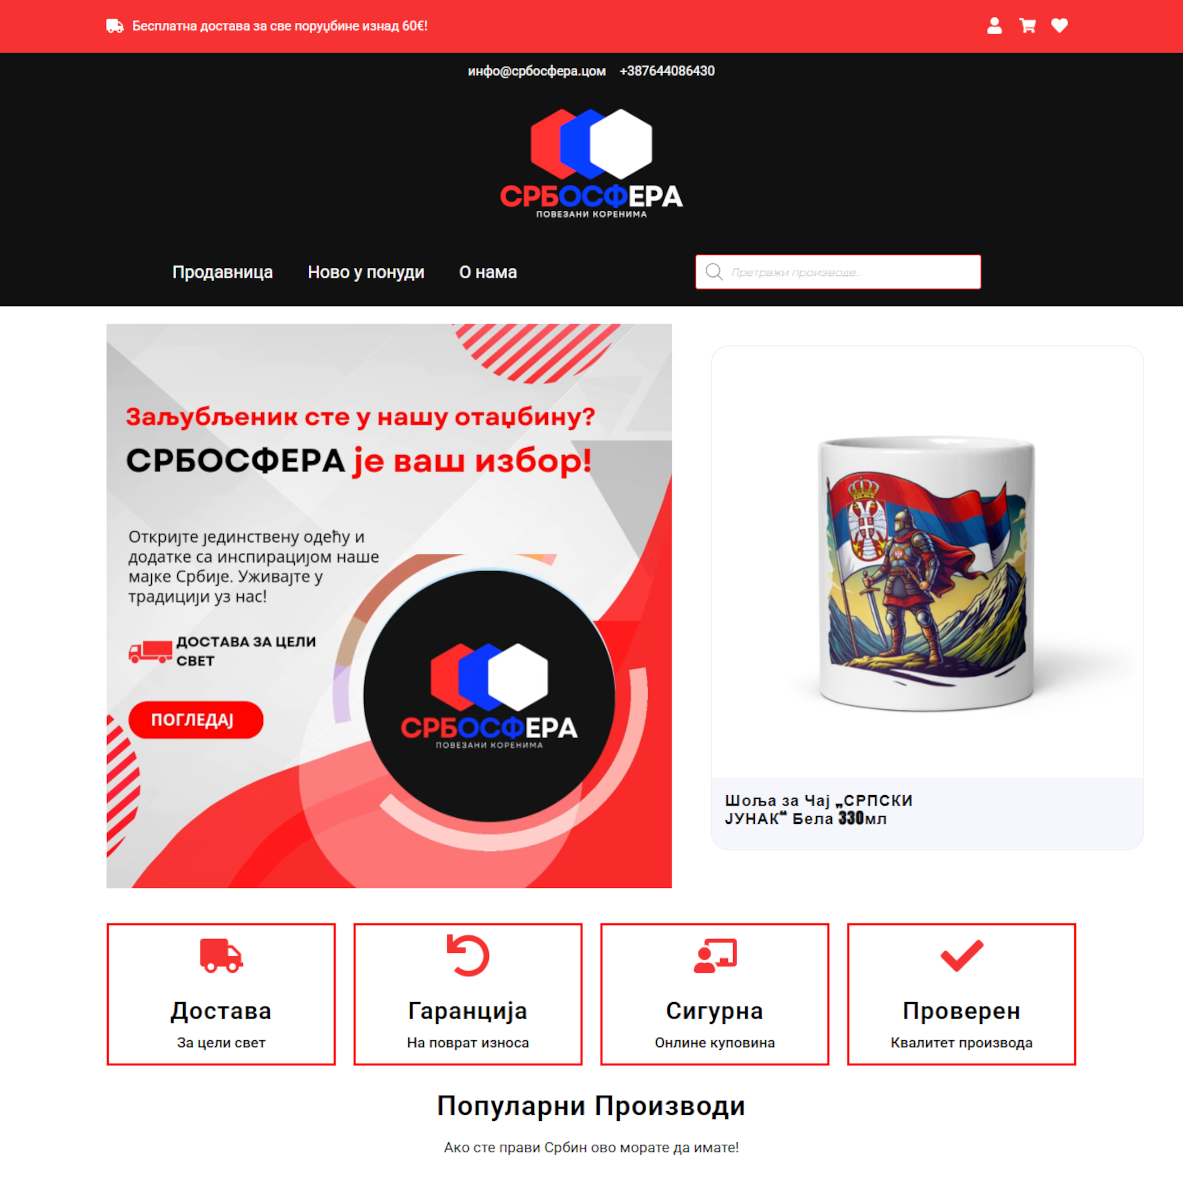 Бесплатна достава за све поруџбине изнад 60€!
инфо@србосфера.цом +387644086430
СРБОСФЕРА
ПОВЕЗАНИ КОРЕНИМА
Продавница Ново у понуди О нама
Претражи производе..
Заљубљеник сте у нашу отаџбину?
СРБОСФЕРА је ваш избор!
Откријте јединствену одећу и
додатке са инспирацијом наше
мајке Србије. Уживајте у
традицији уз нас!
ДОСТАВА ЗА ЦЕЛИ
СВЕТ
ПОГЛЕДАЈ
СРБОСФЕРА
ПОВЕЗАНИ КОРЕНИМА
Шоља за Чај „СРПСКИ
ЈУНАК“ Бела 330мл
Достава
За цели свет
Гаранција
На поврат износа
Сигурна
Онлине куповина
Проверен
Квалитет производа
Популарни Производи
Ако сте прави Србин ово морате да имате!